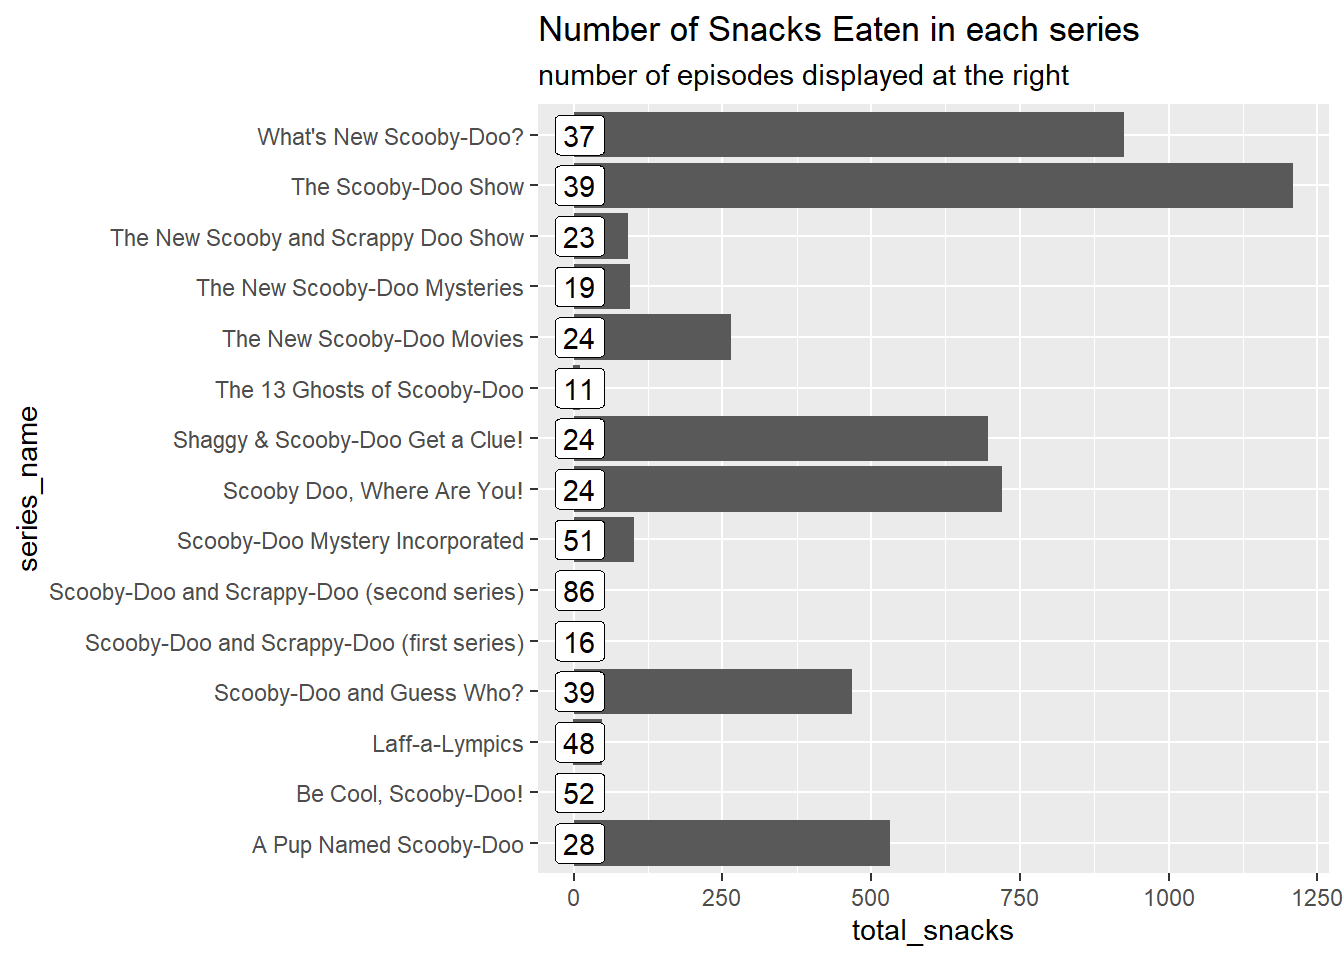 Number of Snacks Eaten in each series
number of episodes displayed at the right
What's New Scooby-Doo? 37
The Scooby-Doo Show 39
The New Scooby and Scrappy Doo Show 23
The New Scooby-Doo Mysteries 19
The New Scooby-Doo Movies 24
The 13 Ghosts of Scooby-Doo 11
Shaggy & Scooby-Doo Get a Clue! 24
Scooby Doo, Where Are You! 24
Scooby-Doo Mystery Incorporated 51
Scooby-Doo and Scrappy-Doo (second series) 86
Scooby-Doo and Scrappy-Doo (first series) 16
Scooby-Doo and Guess Who? 39
Laff-a-Lympics 48
Be Cool, Scooby-Doo! 52
A Pup Named Scooby-Doo 28
series_name
0 250 500 750 1000 1250
total_snacks